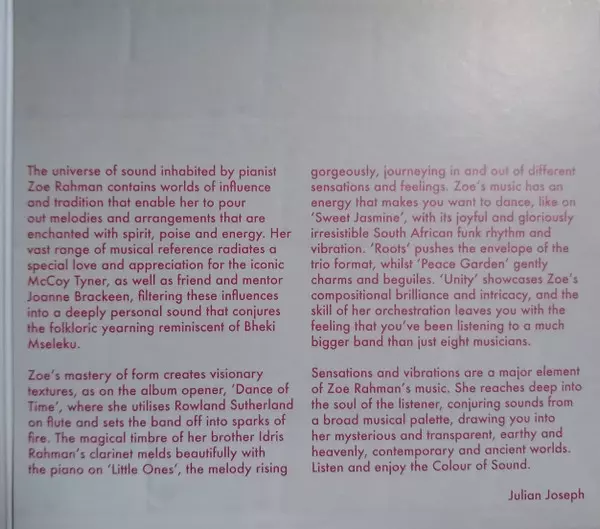 The universe of sound inhabited by pianist
Zoe Rahman contains worlds of influence
and tradition that enable her to pour
out melodies and arrangements that are
enchanted with spirit, poise and energy. Her
vast range of musical reference radiates a
special love and appreciation for the iconic
McCoy Tyner, as well as friend and mentor
Joanne Brackeen, filtering these influences
into a deeply personal sound that conjures
the folkloric yearning reminiscent of Bheki
Mseleku.
Zoe's mastery of form creates visionary
textures, as on the album opener, 'Dance of
Time', where she utilises Rowland Sutherland
on flute and sets the band off into sparks of
fire. The magical timbre of her brother Idris
Rahman's clarinet melds beautifully with
the piano on 'Little Ones', the melody rising
gorgeously, journeying in and out of different
sensations and feelings. Zoe's music has an
energy that makes you want to dance, like on
'Sweet Jasmine', with its joyful and gloriously
irresistible South African funk rhythm and
vibration. 'Roots' pushes the envelope of the
trio format, whilst 'Peace Garden' gently
charms and beguiles. 'Unity' showcases Zoe's
compositional brilliance and intricacy, and the
skill of her orchestration leaves you with the
feeling that you've been listening to a much
bigger band than just eight musicians.
Sensations and vibrations are a major element
of Zoe Rahman's music. She reaches deep into
the soul of the listener, conjuring sounds from
a broad musical palette, drawing you into
her mysterious and transparent, earthy and
heavenly, contemporary and ancient worlds.
Listen and enjoy the Colour of Sound.
Julian Joseph